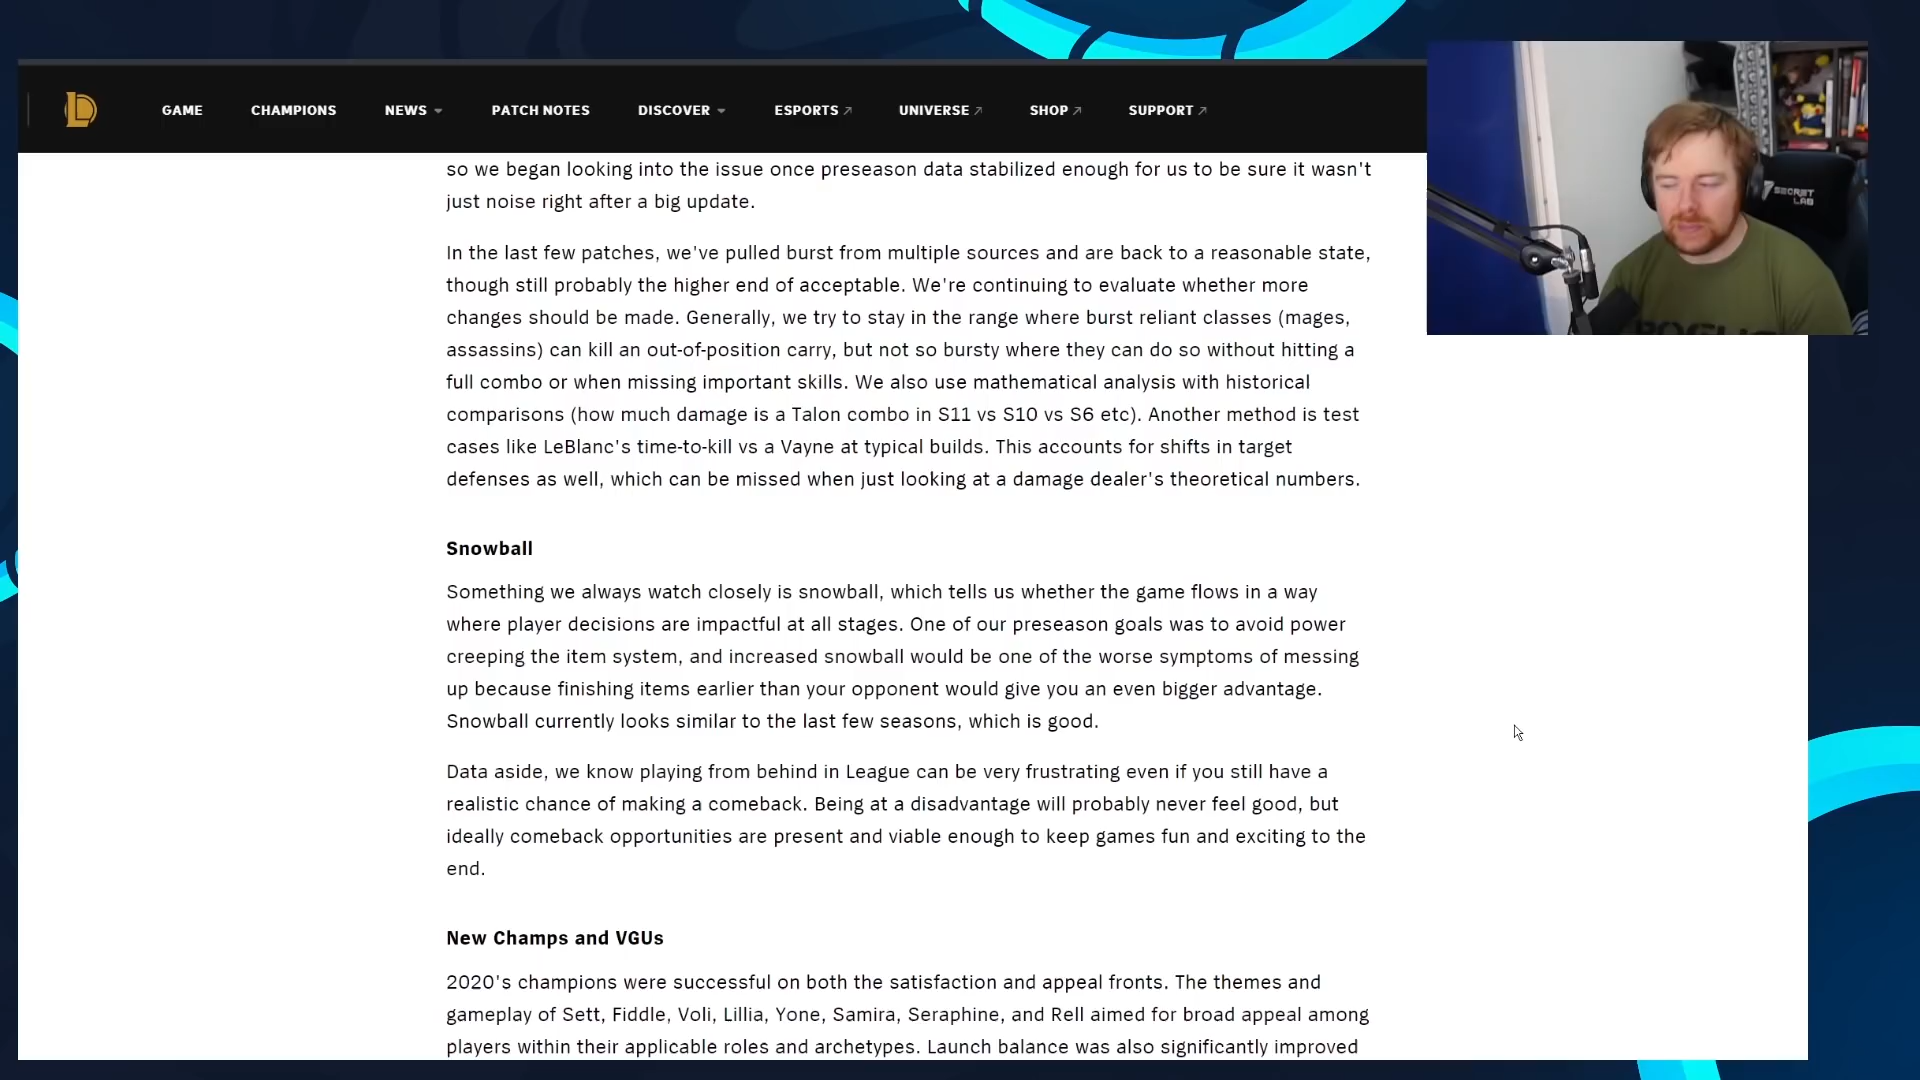 GAME CHAMPIONS NEWS PATCH NOTES DISCOVER ESPORTS UNIVERSE SHOP SUPPORT
so we began looking into the issue once preseason data stabilized enough for us to be sure it wasn't
just noise right after a big update.
In the last few patches, we've pulled burst from multiple sources and are back to a reasonable state,
though still probably the higher end of acceptable. We're continuing to evaluate whether more
changes should be made. Generally, we try to stay in the range where burst reliant classes (mages,
assassins) can kill an out-of-position carry, but not so bursty where they can do so without hitting a
full combo or when missing important skills. We also use mathematical analysis with historical
comparisons (how much damage is a Talon combo in S11 vs S10 vs S6 etc). Another method is test
cases like LeBlanc's time-to-kill vs a Vayne at typical builds. This accounts for shifts in target
defenses as well, which can be missed when just looking at a damage dealer's theoretical numbers.
Snowball
Something we always watch closely is snowball, which tells us whether the game flows in a way
where player decisions are impactful at all stages. One of our preseason goals was to avoid power
creeping the item system, and increased snowball would be one of the worse symptoms of messing
up because finishing items earlier than your opponent would give you an even bigger advantage.
Snowball currently looks similar to the last few seasons, which is good.
Data aside, we know playing from behind in League can be very frustrating even if you still have a
realistic chance of making a comeback. Being at a disadvantage will probably never feel good, but
ideally comeback opportunities are present and viable enough to keep games fun and exciting to the
end.
New Champs and VGUs
2020's champions were successful on both the satisfaction and appeal fronts. The themes and
gameplay of Sett, Fiddle, Voli, Lillia, Yone, Samira, Seraphine, and Rell aimed for broad appeal among
players within their applicable roles and archetypes. Launch balance was also significantly improved
SECRET
LAB